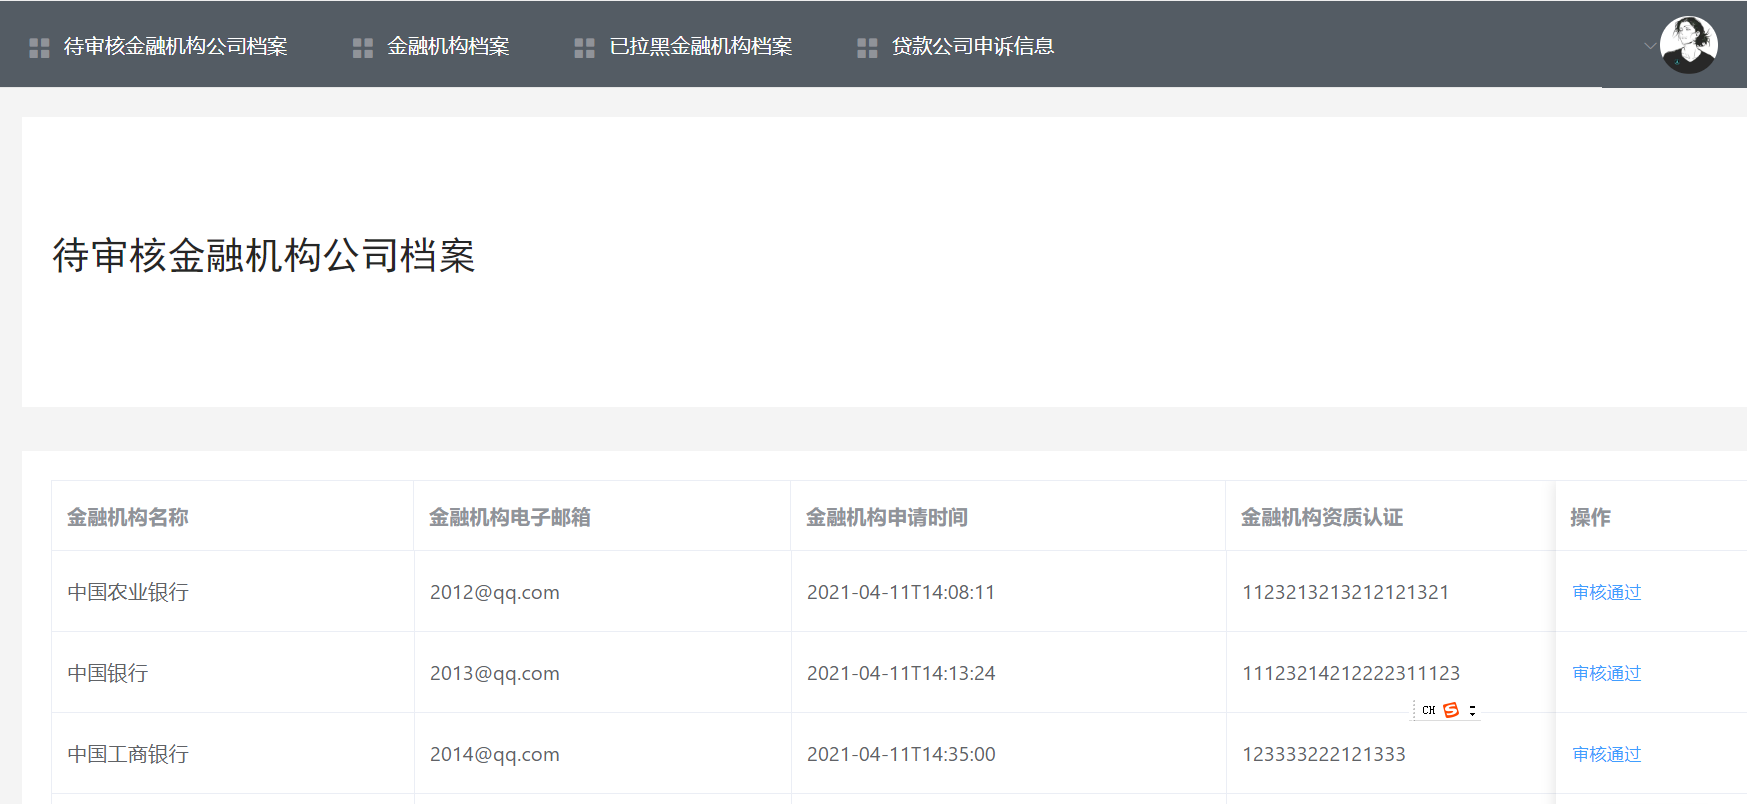 待审核金融机构公司档案 金融机构档案 已拉黑金融机构档案 贷款公司申诉信息
待审核金融机构公司档案
金融机构名称 金融机构电子邮箱 金融机构申请时间 金融机构资质认证 操作
中国农业银行 2012@qq.com 2021-04-11T14:08:11 1123213213212121321 审核通过
中国银行 2013@qq.com 2021-04-11T14:13:24 11123214212222311123 审核通过
CH
中国工商银行 2014@qq.com 2021-04-11T14:35:00 123333222121333 审核通过